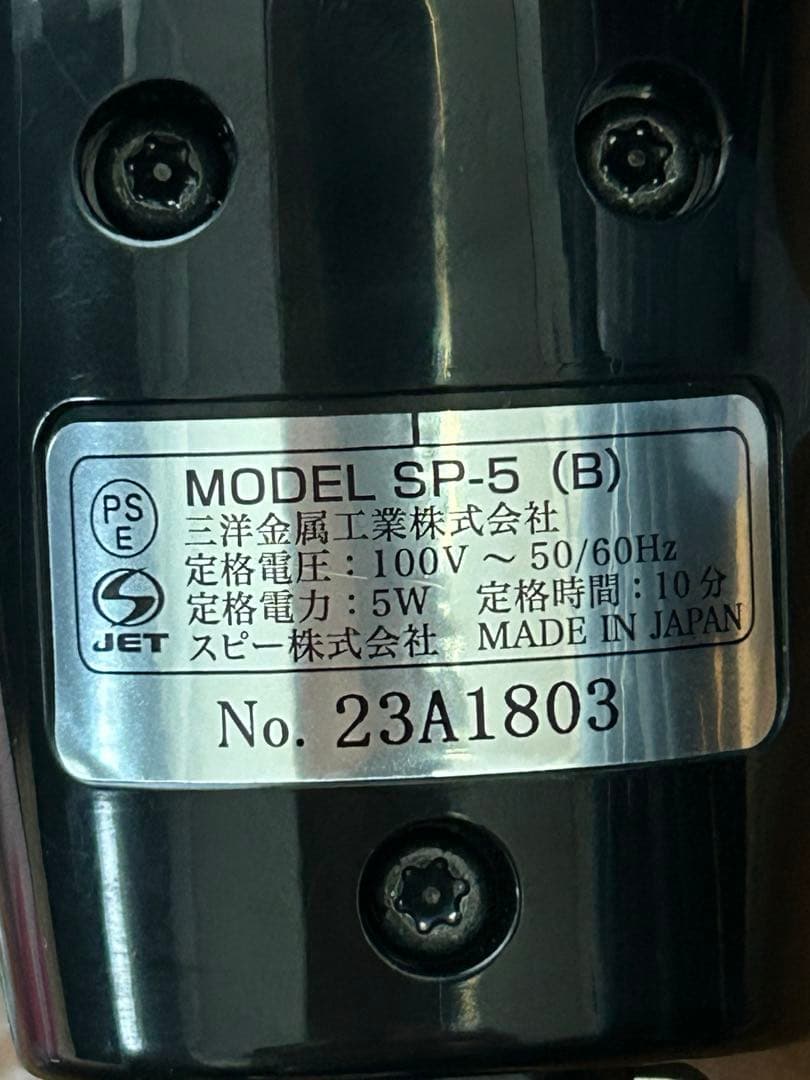 PS
E
MODEL SP-5 (B)
三洋金属工業株式会社
定格電圧：100V ～ 50/60Hz
定格電力：5W 定格時間：10分
JET
スピー株式会社 MADE IN JAPAN
No. 23A1803